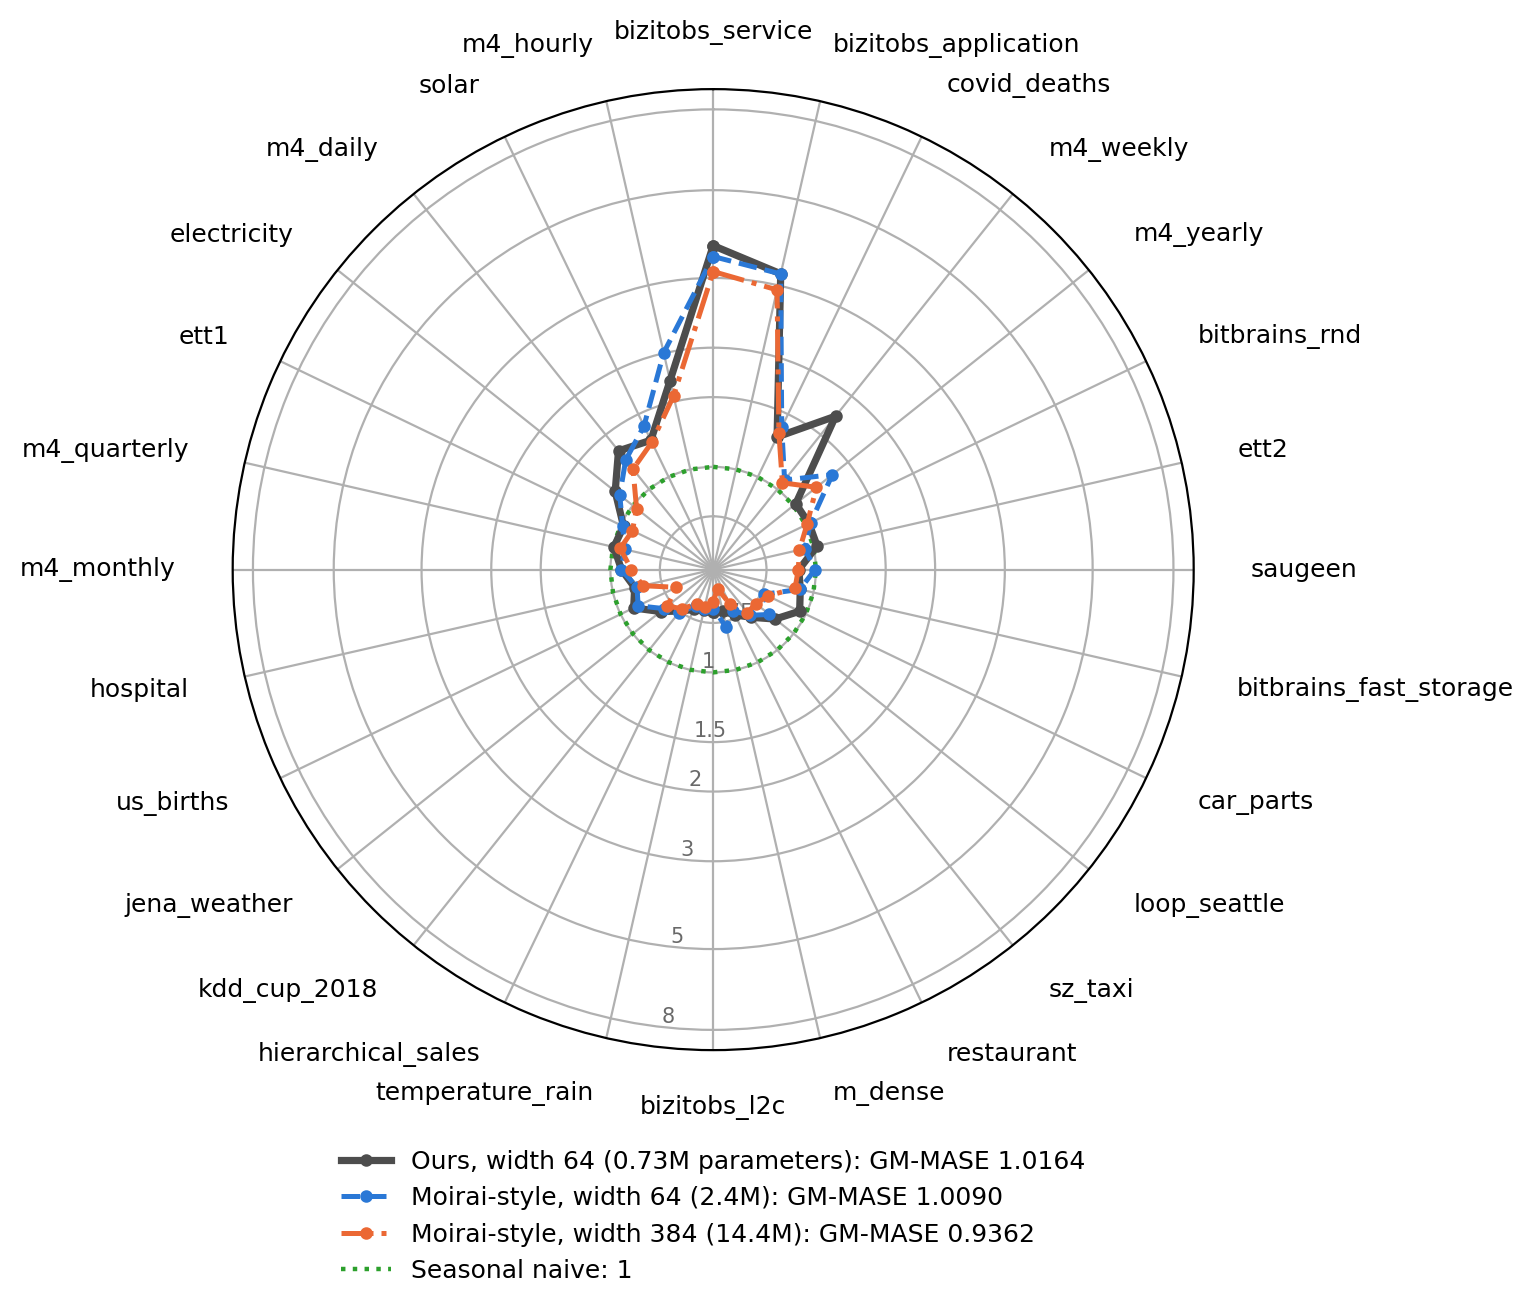 bizitobs_service
m4_hourly
bizitobs_application
solar
covid_deaths
m4_daily
m4_weekly
electricity
m4_yearly
ett1
bitbrains_rnd
m4_quarterly
ett2
m4_monthly
saugeen
1
hospital
bitbrains_fast_storage
1.5
2
us_births
car_parts
3
jena_weather
loop_seattle
5
kdd_cup_2018
sz_taxi
8
hierarchical_sales
restaurant
temperature_rain
m_dense
bizitobs_l2c
Ours, width 64 (0.73M parameters): GM-MASE 1.0164
Moirai-style, width 64 (2.4M): GM-MASE 1.0090
Moirai-style, width 384 (14.4M): GM-MASE 0.9362
Seasonal naive: 1